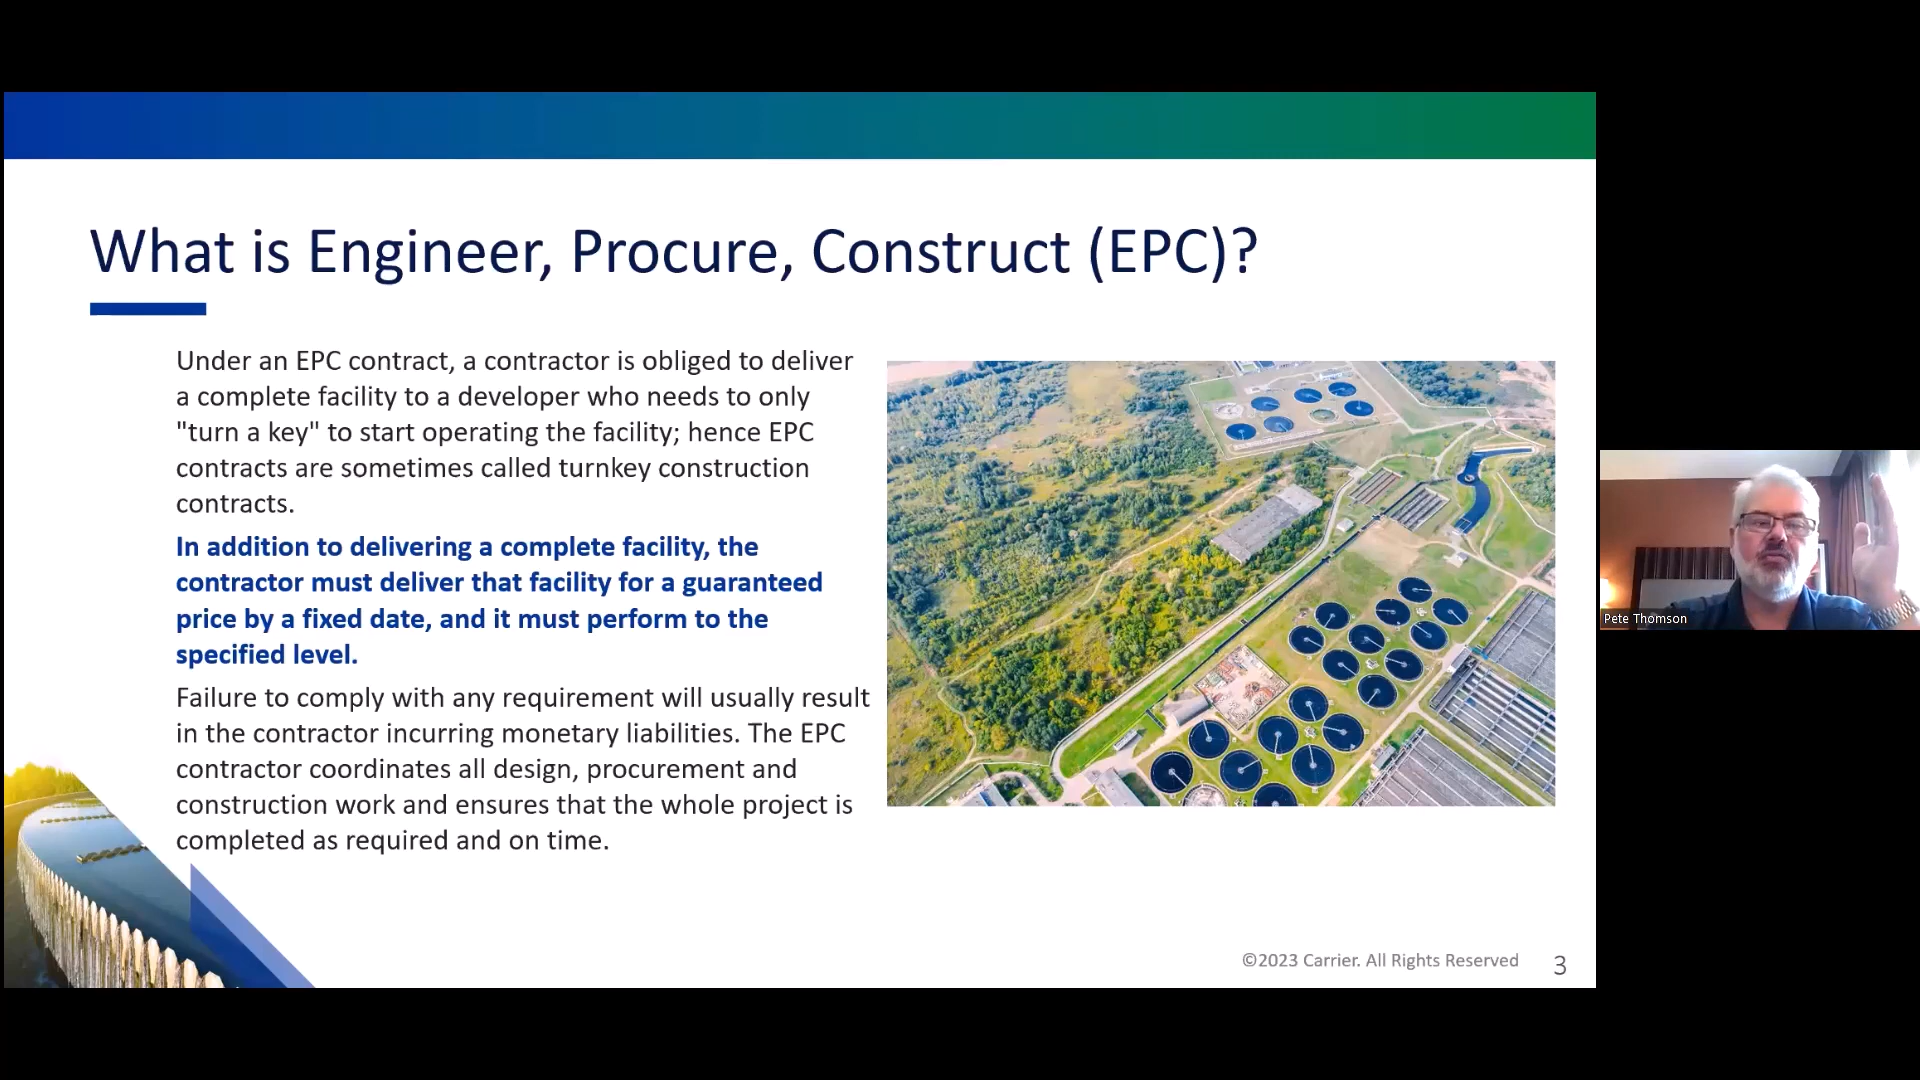 What is Engineer, Procure, Construct (EPC)?
Under an EPC contract, a contractor is obliged to deliver
a complete facility to a developer who needs to only
"turn a key" to start operating the facility; hence EPC
contracts are sometimes called turnkey construction
contracts.
In addition to delivering a complete facility, the
contractor must deliver that facility for a guaranteed
price by a fixed date, and it must perform to the
specified level.
Failure to comply with any requirement will usually result
in the contractor incurring monetary liabilities. The EPC
contractor coordinates all design, procurement and
construction work and ensures that the whole project is
completed as required and on time.
©2023 Carrier. All Rights Reserved
3
Pete Thomson